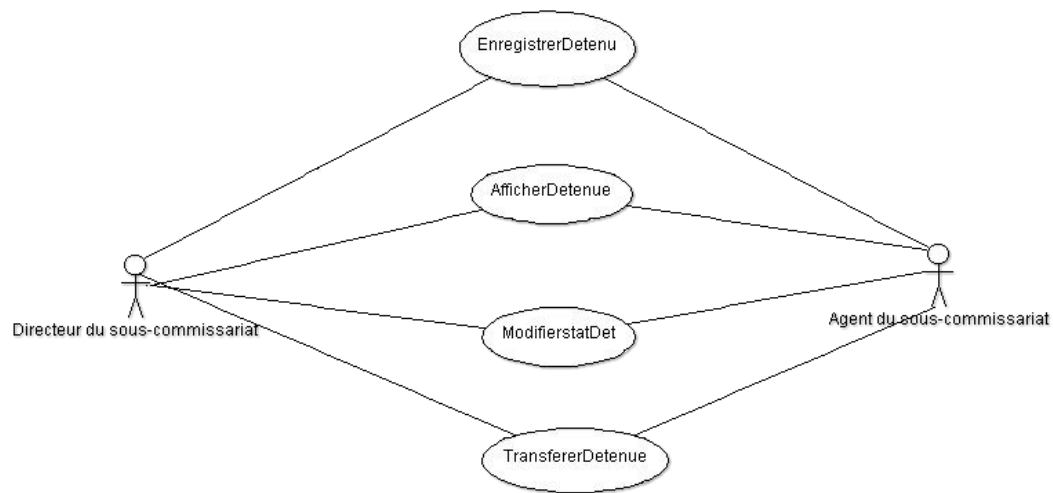 EnregistrerDetenu
AfficherDetenue
Directeur du sous-commissariat
Agent du sous-commissariat
ModifierstatDet
TransfererDetenue